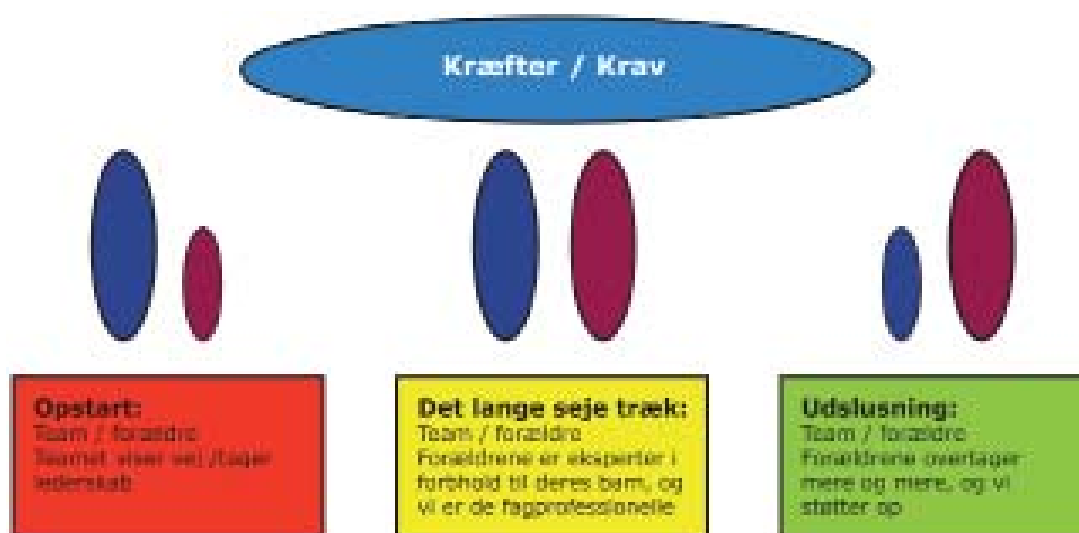 Kræfter / Krav
Opstart:
Team / forældre
Teamet viser vej /tager
lederskab
Det lange seje træk:
Team / forældre
Forældrene er eksperter i
forbhold til deres barn, og
vi er de fagprofessionelle
Udslusning:
Team / forældre
Forældrene overtager
mere og mere, og vi
støtter op